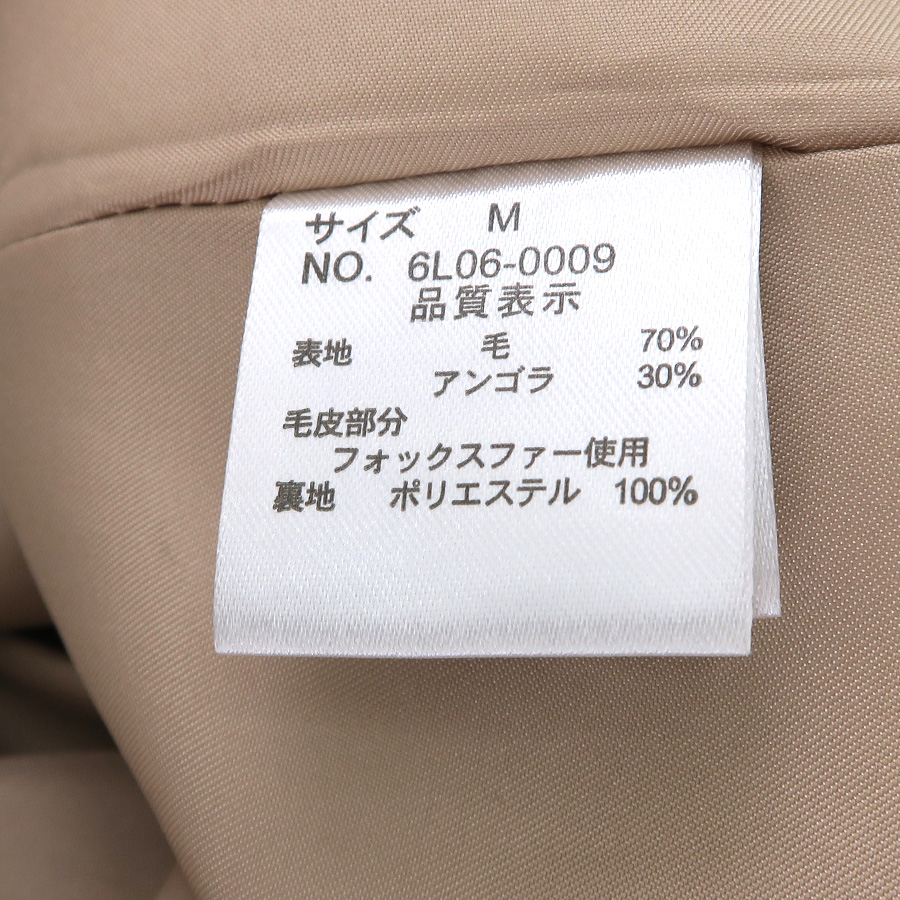 サイズ M
NO. 6L06-0009
品質表示
表地 毛 70%
アンゴラ 30%
毛皮部分
フォックスファー使用
裏地 ポリエステル 100%